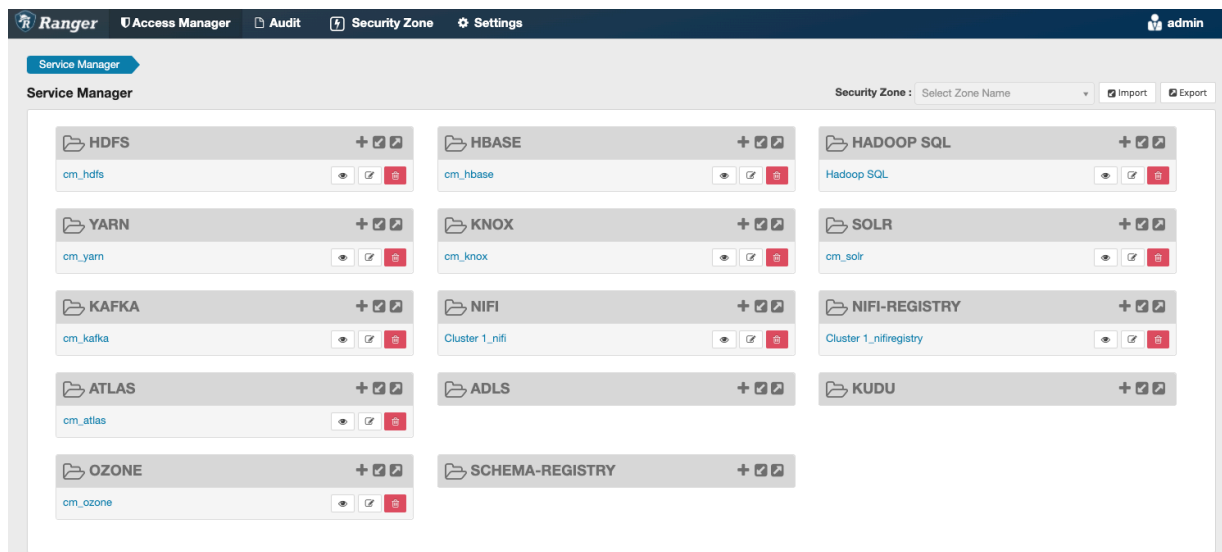 Ranger Access Manager Audit Security Zone Settings admin
Service Manager
Service Manager Security Zone : Select Zone Name Import Export
HDFS HBASE HADOOP SQL
cm_hdfs cm_hbase Hadoop SQL
YARN KNOX SOLR
cm_yarn cm_knox cm_solr
KAFKA NIFI NIFI-REGISTRY
cm_kafka Cluster 1_nifi Cluster 1_nifiregistry
ATLAS ADLS KUDU
cm_atlas
OZONE SCHEMA-REGISTRY
cm_ozone